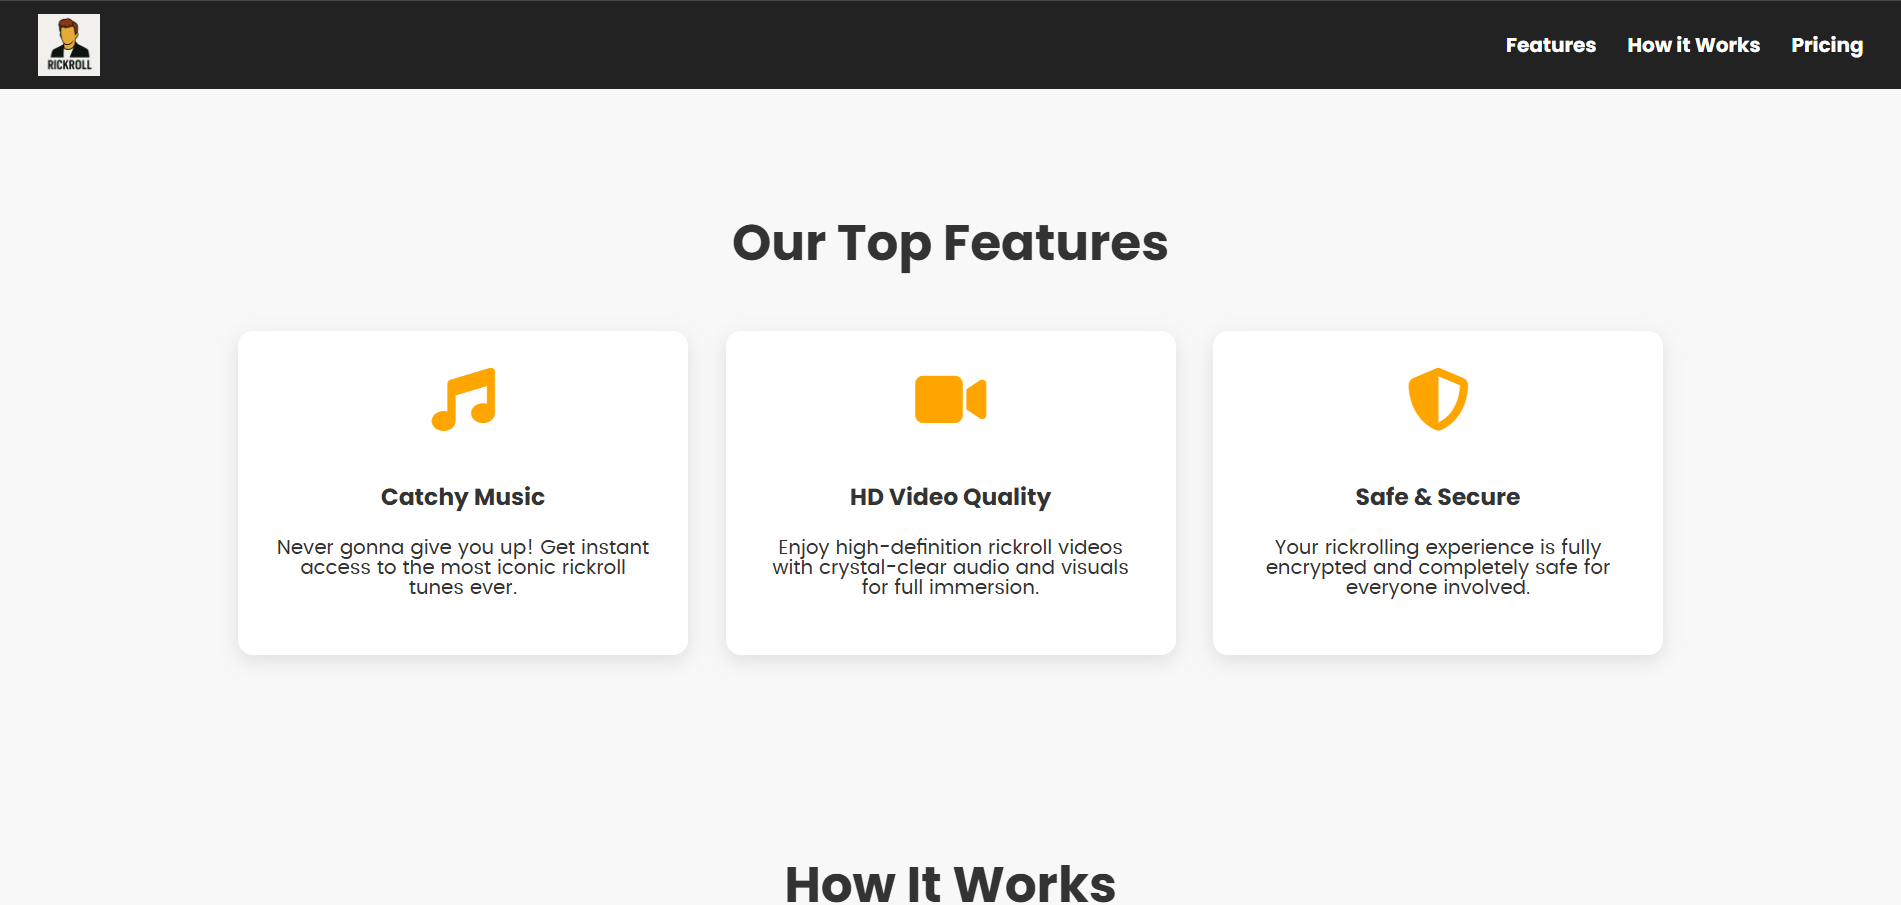 RICKROLL
Features
How it Works
Pricing
Our Top Features
Catchy Music
Never gonna give you up! Get instant
access to the most iconic rickroll
tunes ever.
HD Video Quality
Enjoy high-definition rickroll videos
with crystal-clear audio and visuals
for full immersion.
Safe & Secure
Your rickrolling experience is fully
encrypted and completely safe for
everyone involved.
How It Works